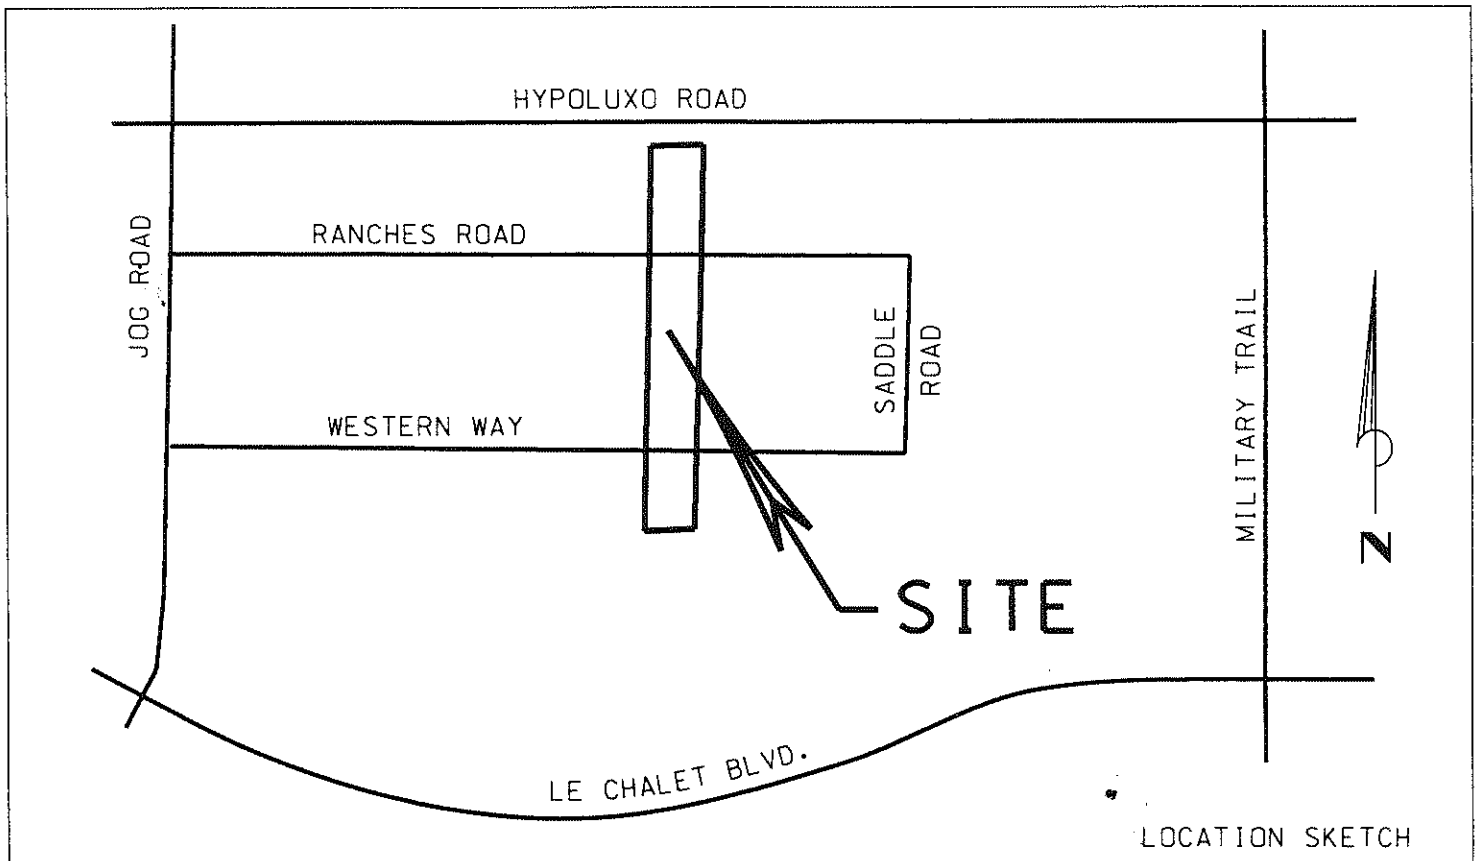 HYPOLUXO ROAD
RANCHES ROAD
JOG ROAD
SADDLE
ROAD
MILITARY TRAIL
WESTERN WAY
N
SITE
LE CHALET BLVD.
LOCATION SKETCH